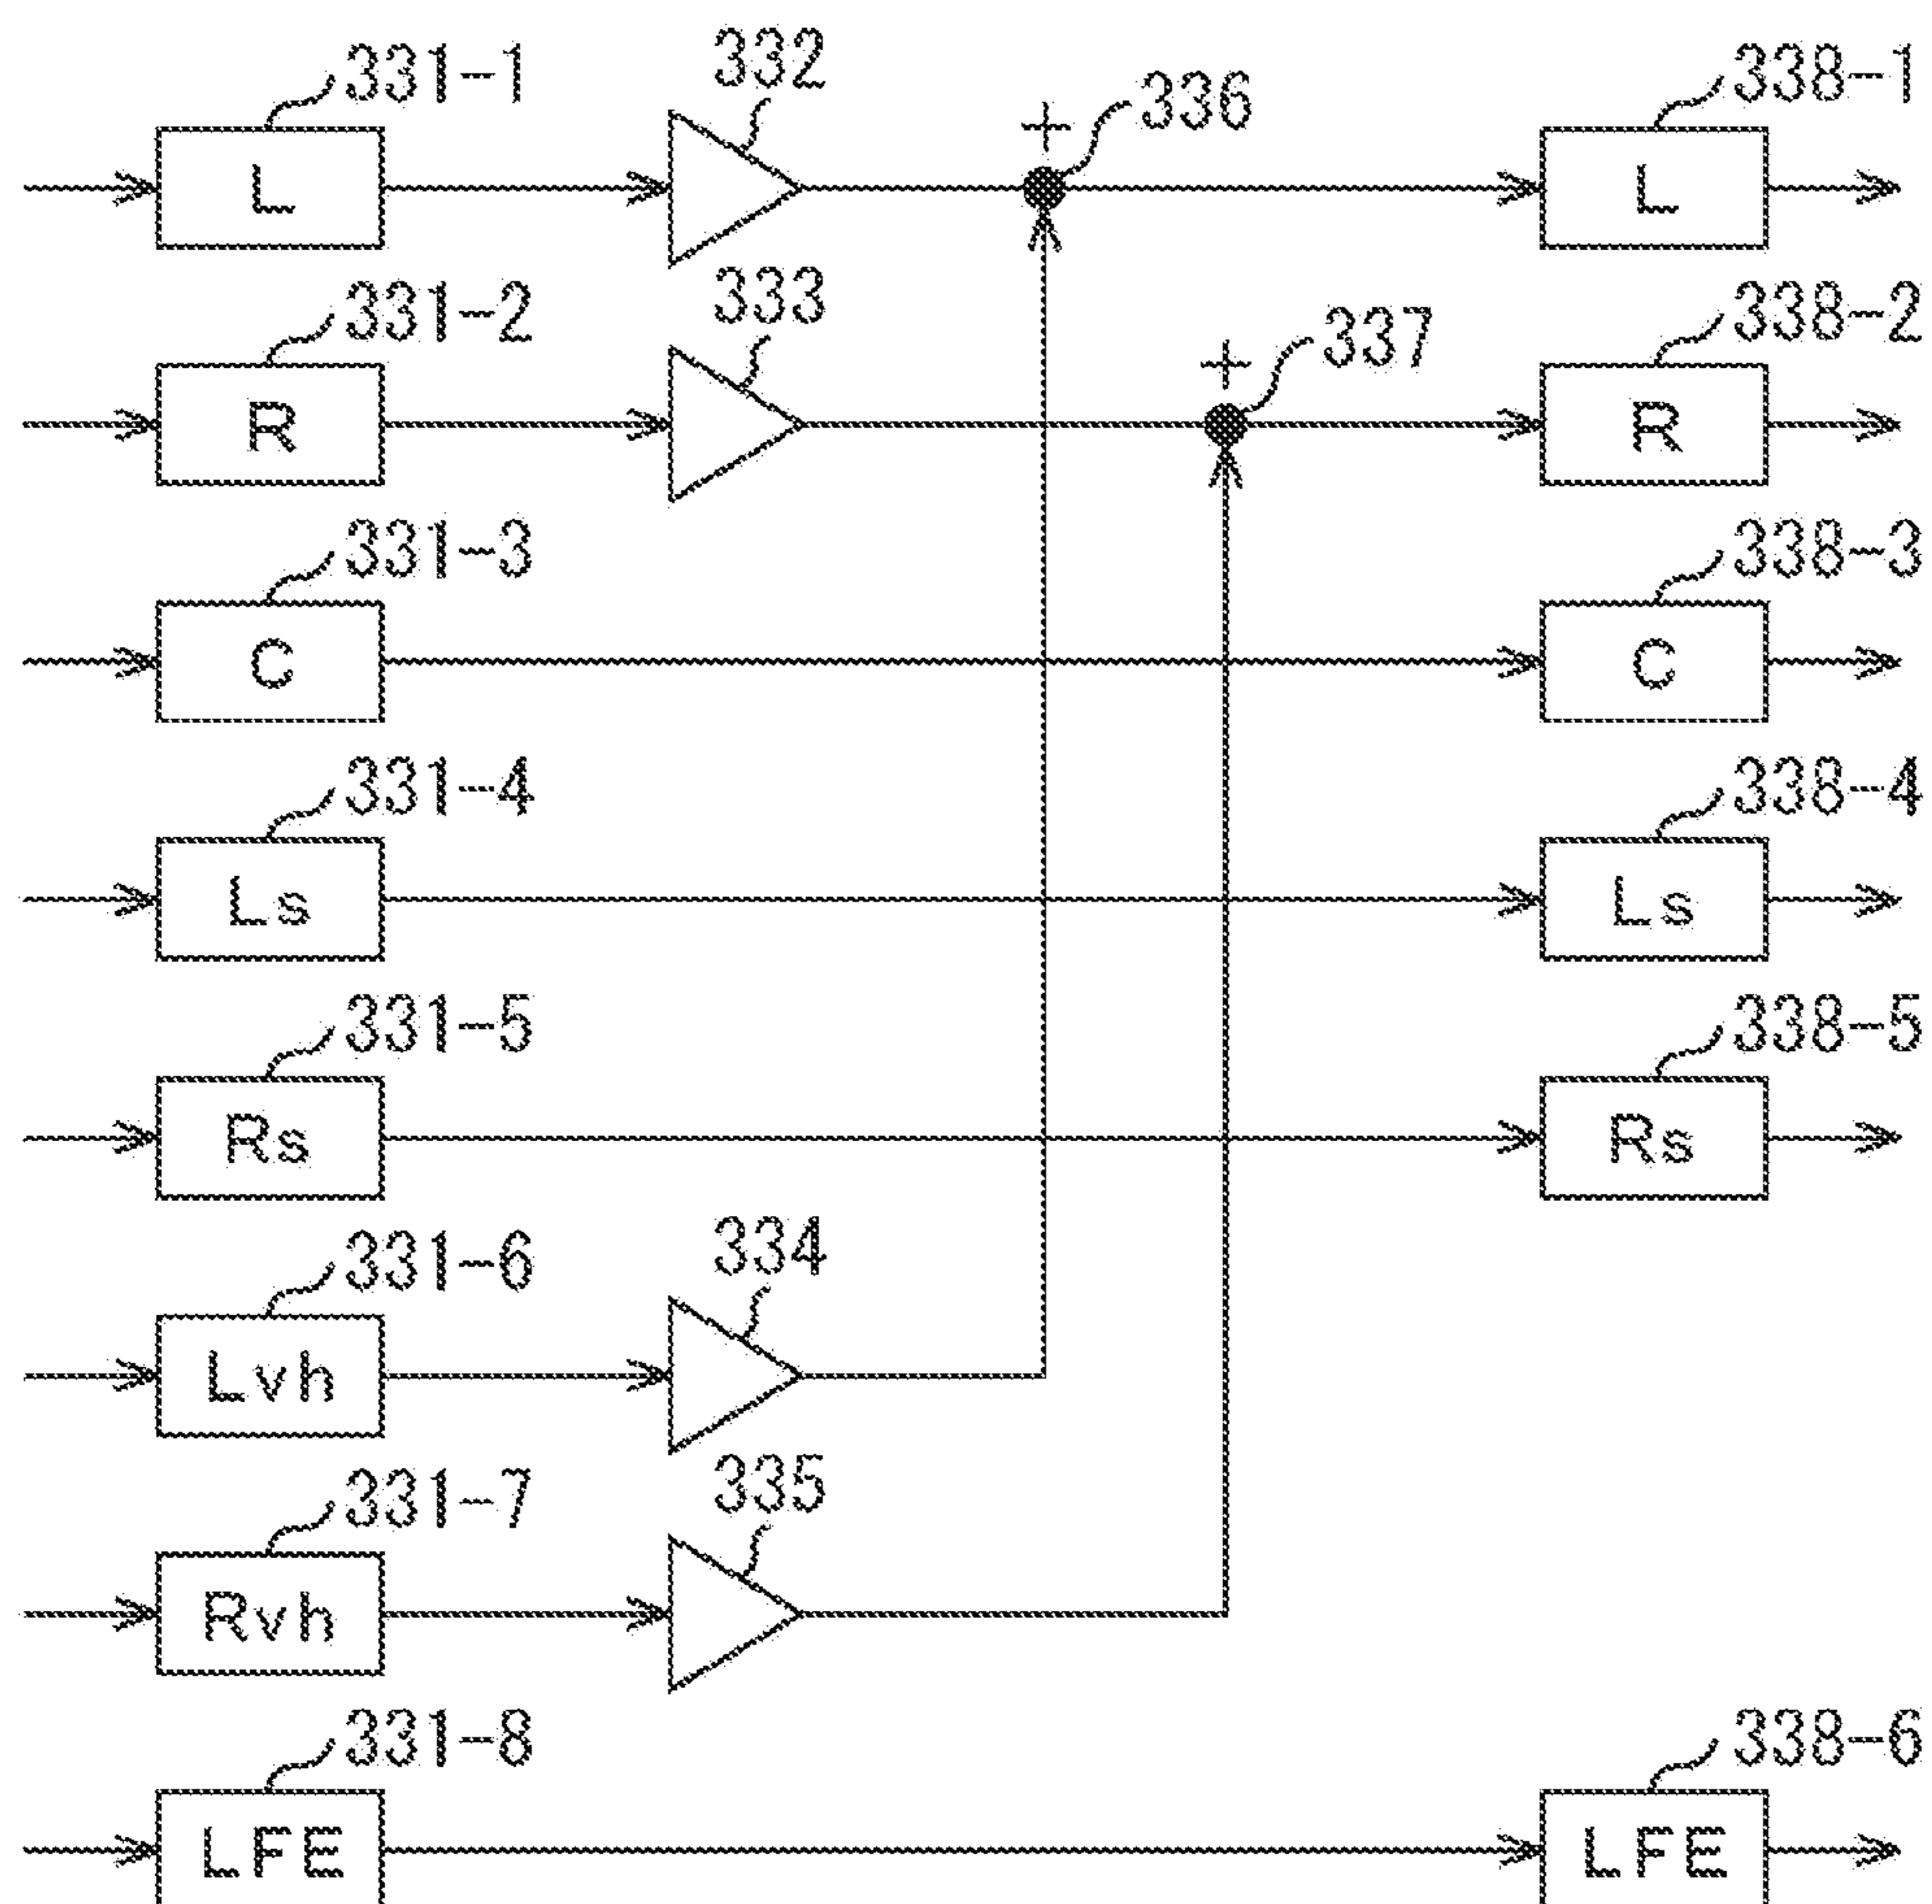 331-1 332 + 336 338-1
L L
331-2 333 + 337 338-2
R R
331-3 338-3
C C
331-4 338-4
Ls Ls
331-5 338-5
Rs Rs
331-6 334
Lvh
331-7 335
Rvh
331-8 338-6
LFE LFE